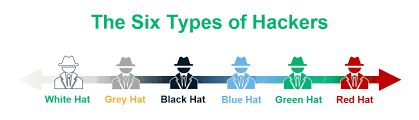 The Six Types of Hackers
White Hat Grey Hat Black Hat Blue Hat Green Hat Red Hat